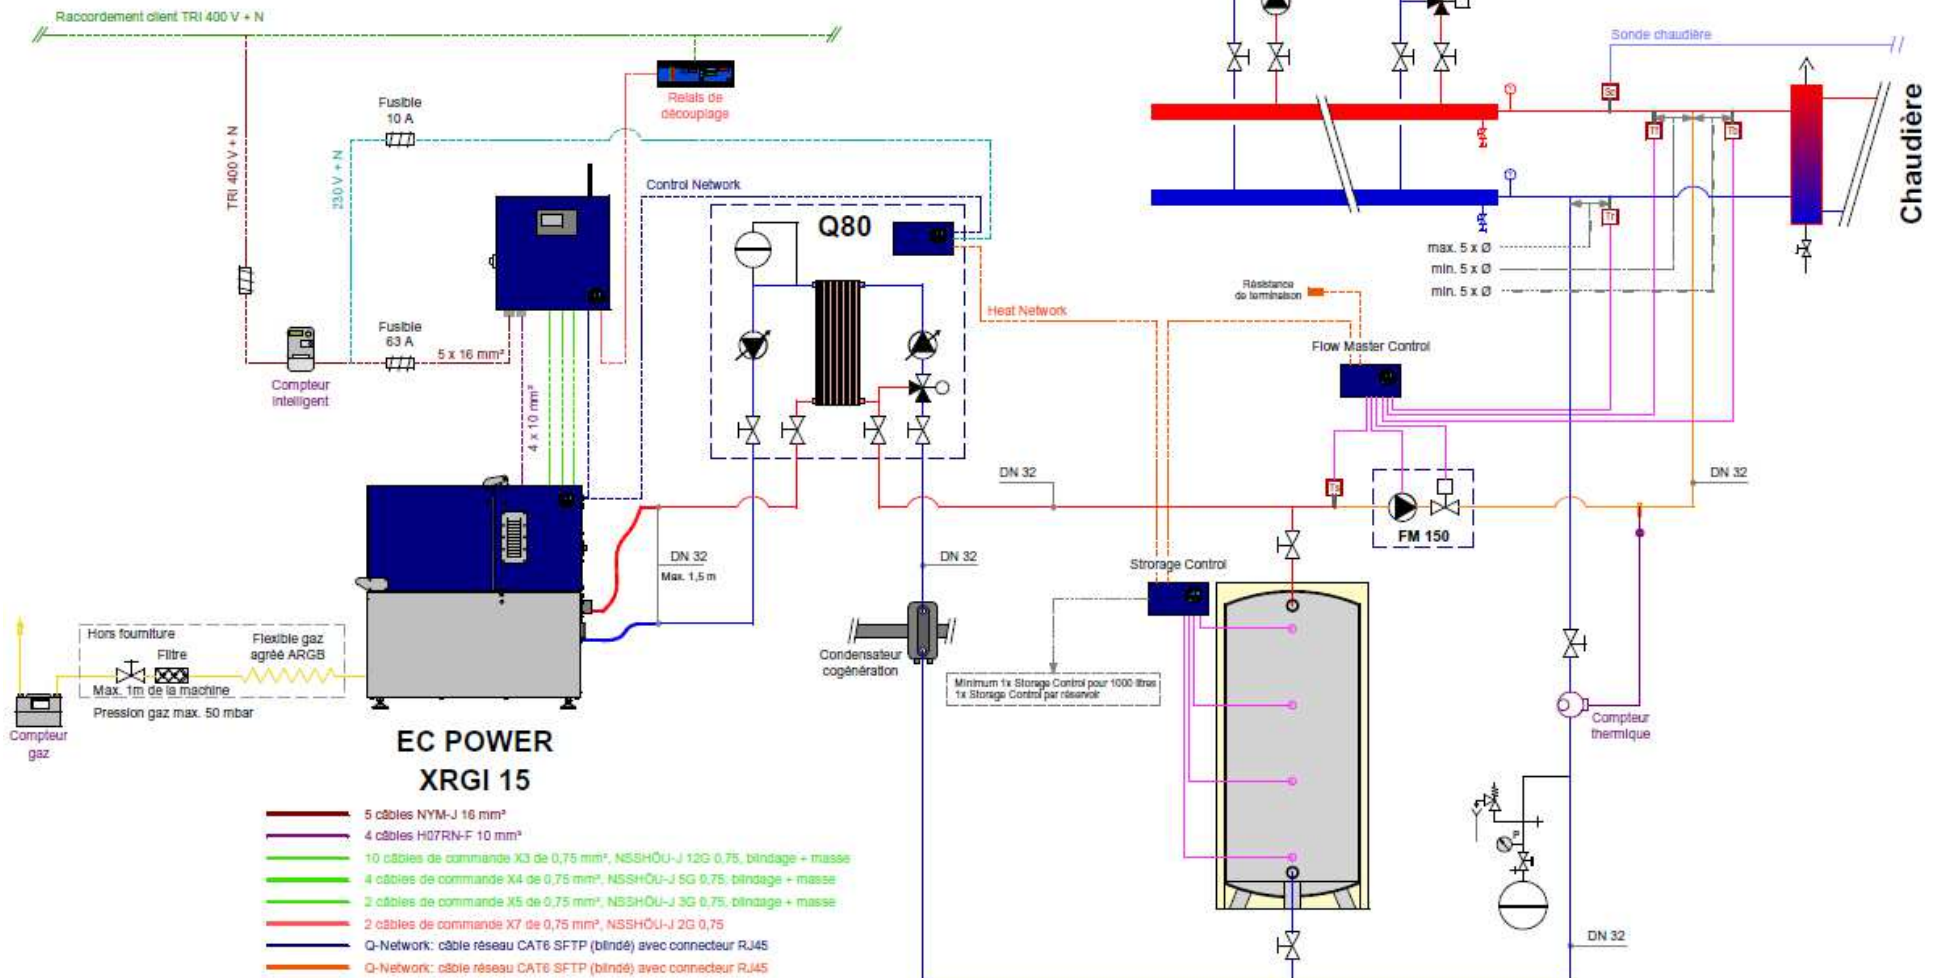 Raccordement client TRI 400 V + N
Sonde chaudière
Sc
T1
T2
Chaudière
Relais de
découplage
Fusible
10 A
TRI 400 V + N
230 V + N
Control Network
Q80
Tr
max. 5 x Ø
min. 5 x Ø
min. 5 x Ø
Résistance
de terminaison
Heat Network
Flow Master Control
Fusible
63 A
5 x 16 mm²
Compteur
intelligent
4 x 10 mm²
DN 32
DN 32
Ts
FM 150
DN 32
Max. 1,5 m
DN 32
Strorage Control
Hors fourniture
Filtre
Flexible gaz
agréé ARGB
Max. 1m de la machine
Pression gaz max. 50 mbar
Compteur
gaz
Condensateur
cogénération
Minimum 1x Storage Control pour 1000 litres
1x Storage Control par réservoir
Compteur
thermique
EC POWER
XRGI 15
5 câbles NYM-J 16 mm²
4 câbles H07RN-F 10 mm²
10 câbles de commande X3 de 0,75 mm², NSSHÖU-J 12G 0,75, blindage + masse
4 câbles de commande X4 de 0,75 mm², NSSHÖU-J 5G 0,75, blindage + masse
2 câbles de commande X5 de 0,75 mm², NSSHÖU-J 3G 0,75, blindage + masse
2 câbles de commande X7 de 0,75 mm², NSSHÖU-J 2G 0,75
Q-Network: câble réseau CAT6 SFTP (blindé) avec connecteur RJ45
Q-Network: câble réseau CAT6 SFTP (blindé) avec connecteur RJ45
DN 32